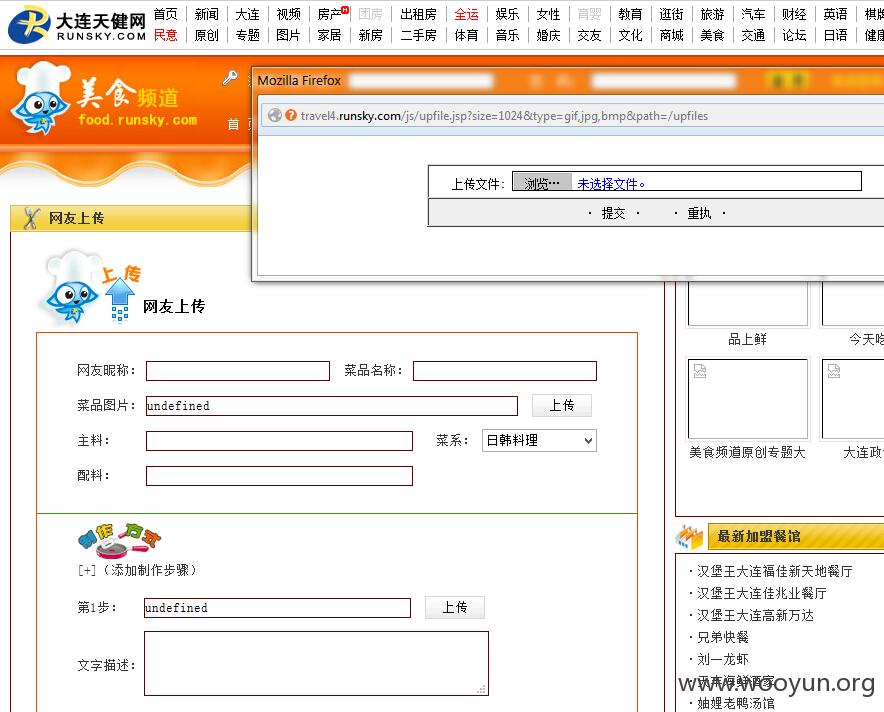 大连天健网
RUNSKY.COM
首页 新闻 大连 视频 房产 团房 出租房 全运 娱乐 女性 育婴 教育 逛街 旅游 汽车 财经 英语 棋牌
民意 原创 专题 图片 家居 新房 二手房 体育 音乐 婚庆 交友 文化 商城 美食 交通 论坛 日语 健康
美食频道
food.runsky.com
首页
Mozilla Firefox
travel4.runsky.com/js/upfile.jsp?size=1024&type=gif,jpg,bmp&path=/upfiles
上传文件： 浏览… 未选择文件。
· 提交 · · 重执 ·
网友上传
上传
网友上传
网友昵称： 菜品名称：
菜品图片： undefined 上传
主料： 菜系： 日韩料理
配料：
制作方式
[+]（添加制作步骤）
第1步： undefined 上传
文字描述：
品上鲜 今天吃
美食频道原创专题大 大连政
最新加盟餐馆
· 汉堡王大连福佳新天地餐厅
· 汉堡王大连佳兆业餐厅
· 汉堡王大连高新万达
· 兄弟快餐
· 刘一龙虾
· 天车海鲜酒家
· 妯娌老鸭汤馆
www.wooyun.org